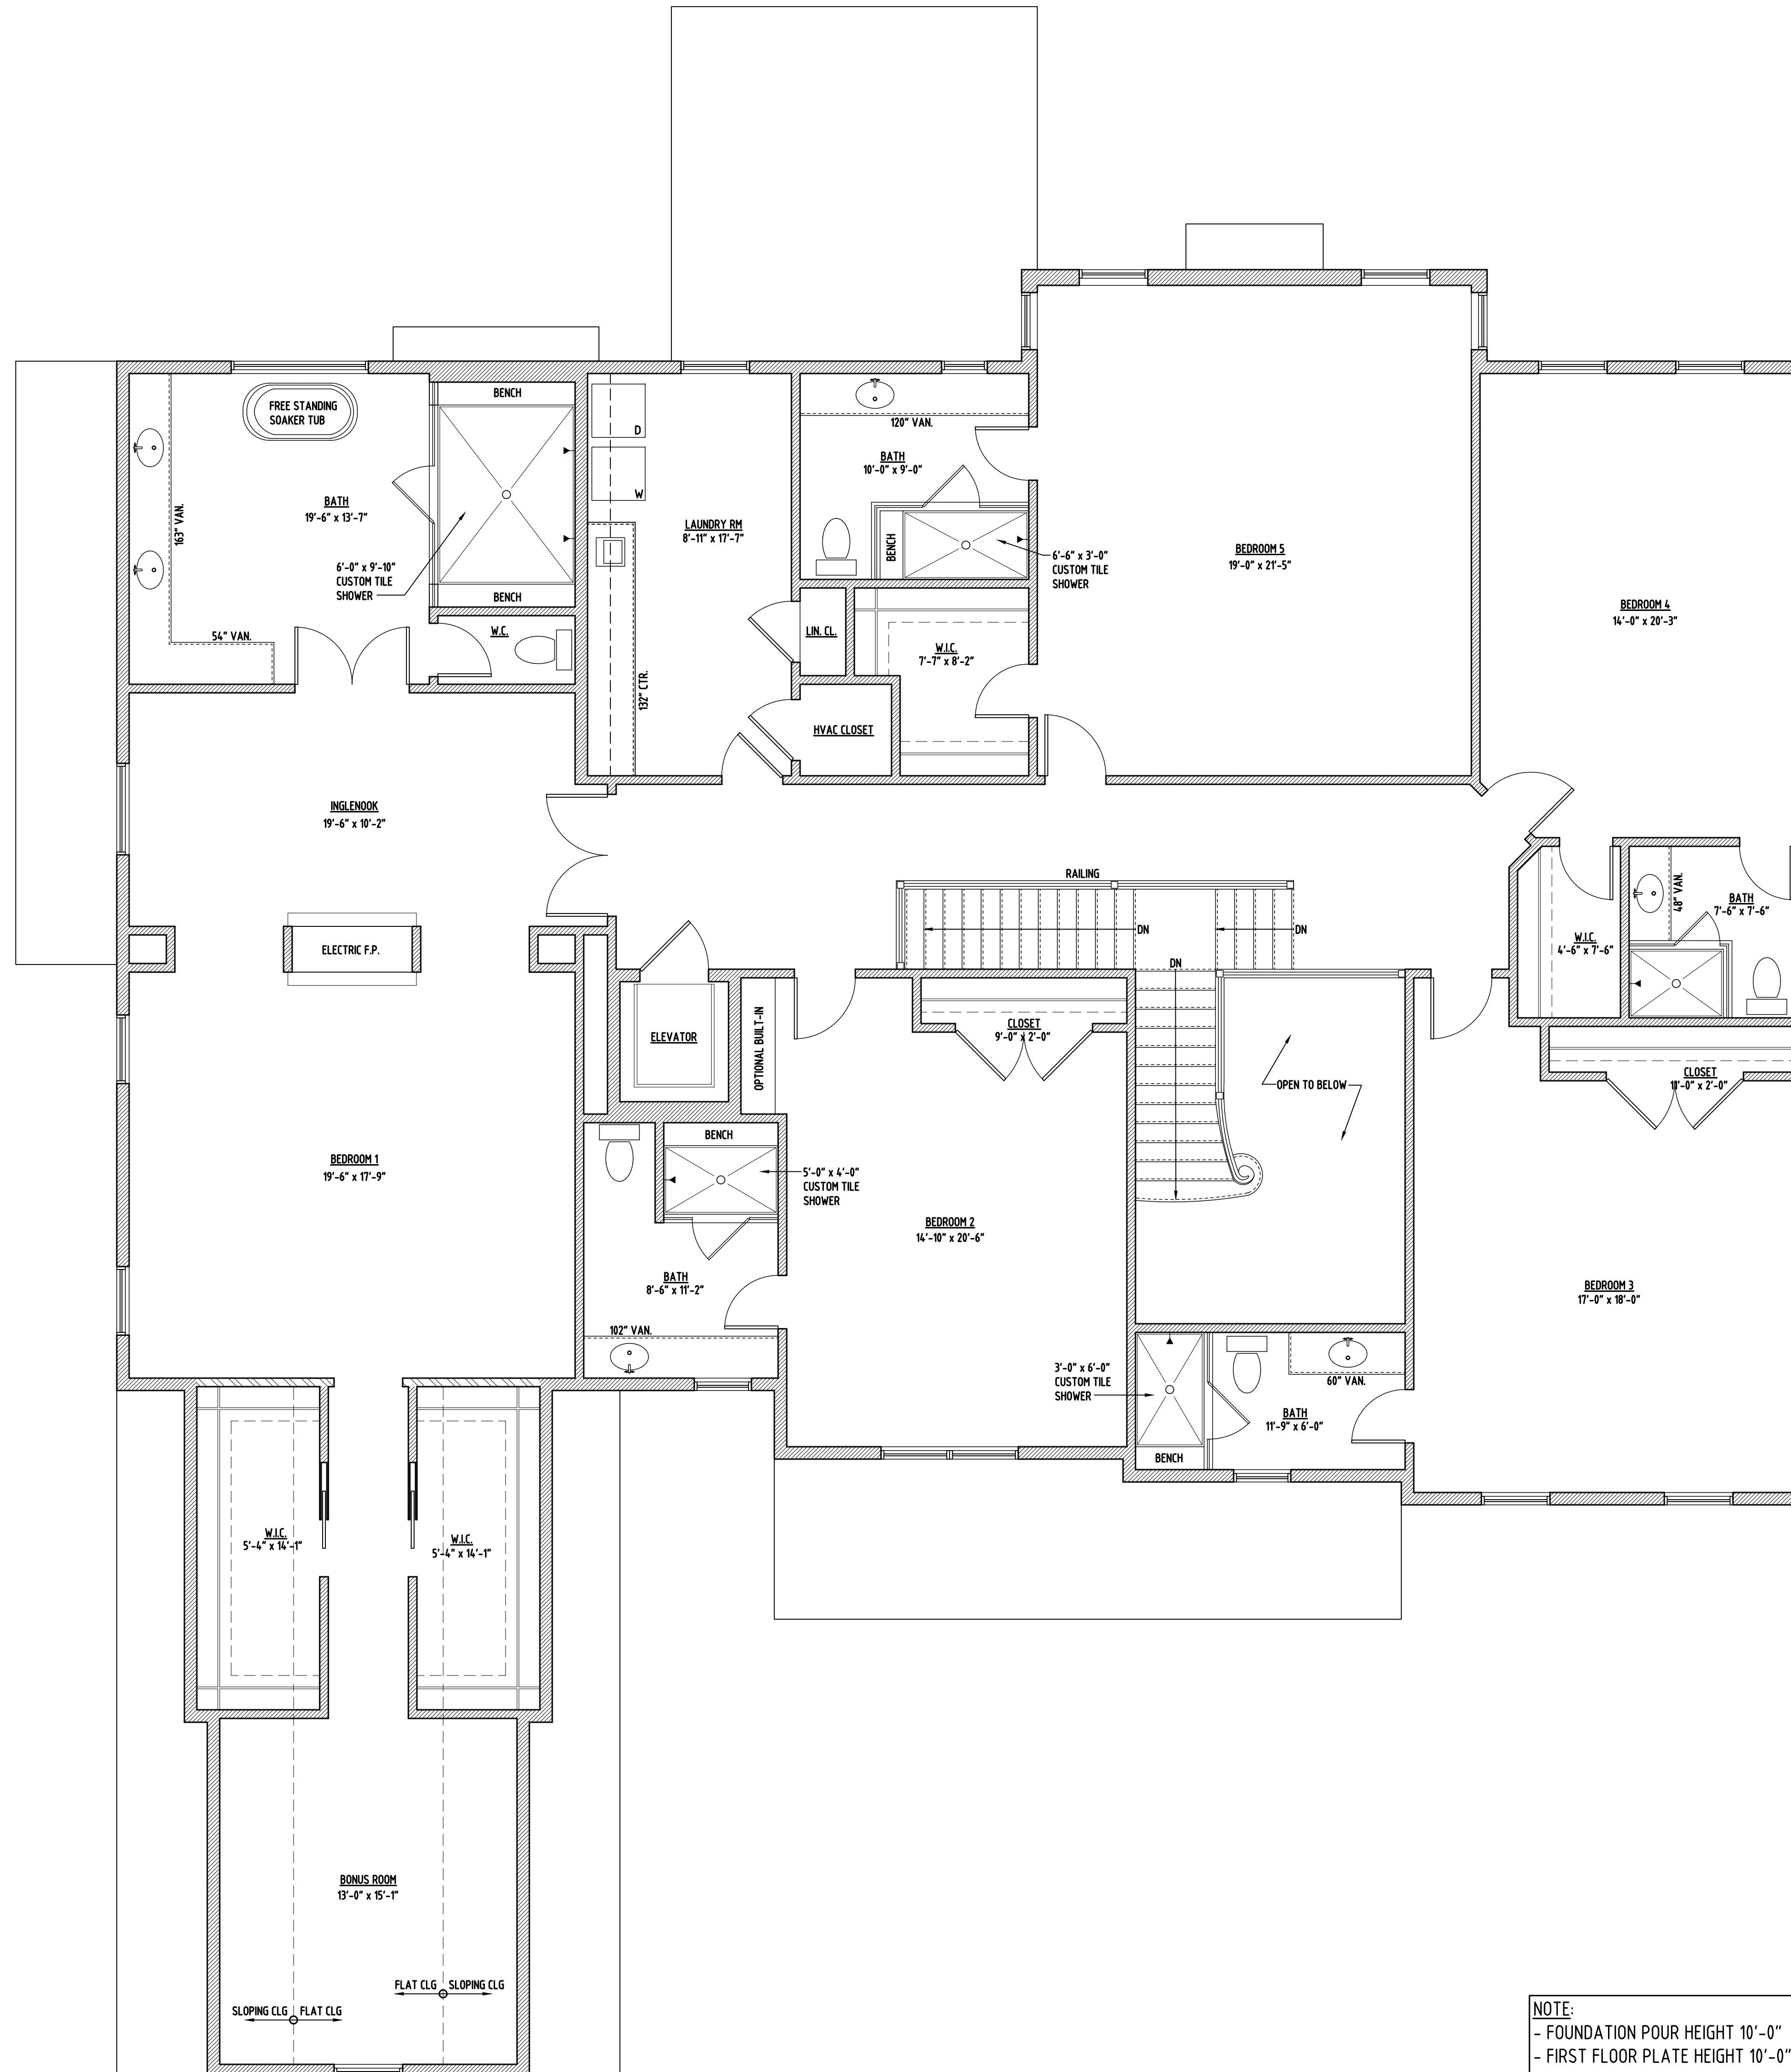 FREE STANDING
SOAKER TUB
BENCH
D
W
163" VAN.
BATH
19'-6" x 13'-7"
6'-0" x 9'-10"
CUSTOM TILE
SHOWER
BENCH
54" VAN.
W.C.
LAUNDRY RM
8'-11" x 17'-7"
132" CTR.
120" VAN.
BATH
10'-0" x 9'-0"
BENCH
6'-6" x 3'-0"
CUSTOM TILE
SHOWER
LIN. CL.
W.I.C.
7'-7" x 8'-2"
HVAC CLOSET
BEDROOM 5
19'-0" x 21'-5"
BEDROOM 4
14'-0" x 20'-3"
INGLENOOK
19'-6" x 10'-2"
ELECTRIC F.P.
RAILING
DN
DN
DN
48" VAN.
BATH
7'-6" x 7'-6"
W.I.C.
4'-6" x 7'-6"
ELEVATOR
OPTIONAL BUILT-IN
CLOSET
9'-0" x 2'-0"
OPEN TO BELOW
CLOSET
11'-0" x 2'-0"
BEDROOM 1
19'-6" x 17'-9"
BENCH
5'-0" x 4'-0"
CUSTOM TILE
SHOWER
BEDROOM 2
14'-10" x 20'-6"
BATH
8'-6" x 11'-2"
102" VAN.
BEDROOM 3
17'-0" x 18'-0"
3'-0" x 6'-0"
CUSTOM TILE
SHOWER
60" VAN.
BATH
11'-9" x 6'-0"
BENCH
W.I.C.
5'-4" x 14'-1"
W.I.C.
5'-4" x 14'-1"
BONUS ROOM
13'-0" x 15'-1"
FLAT CLG SLOPING CLG
SLOPING CLG FLAT CLG
NOTE:
- FOUNDATION POUR HEIGHT 10'-0"
- FIRST FLOOR PLATE HEIGHT 10'-0"